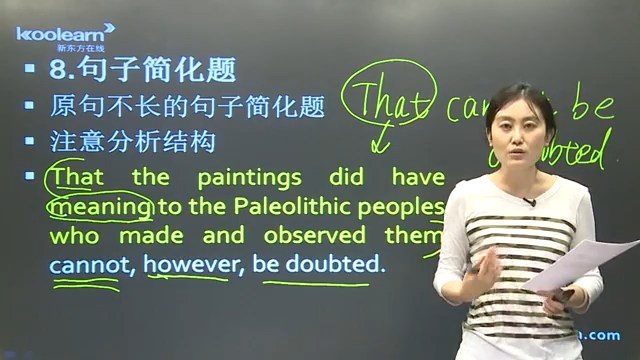 koolearn
新东方在线
8.句子简化题
原句不长的句子简化题
注意分析结构
That the paintings did have
meaning to the Paleolithic peoples
who made and observed them
cannot, however, be doubted.
That can be
doubted
.com